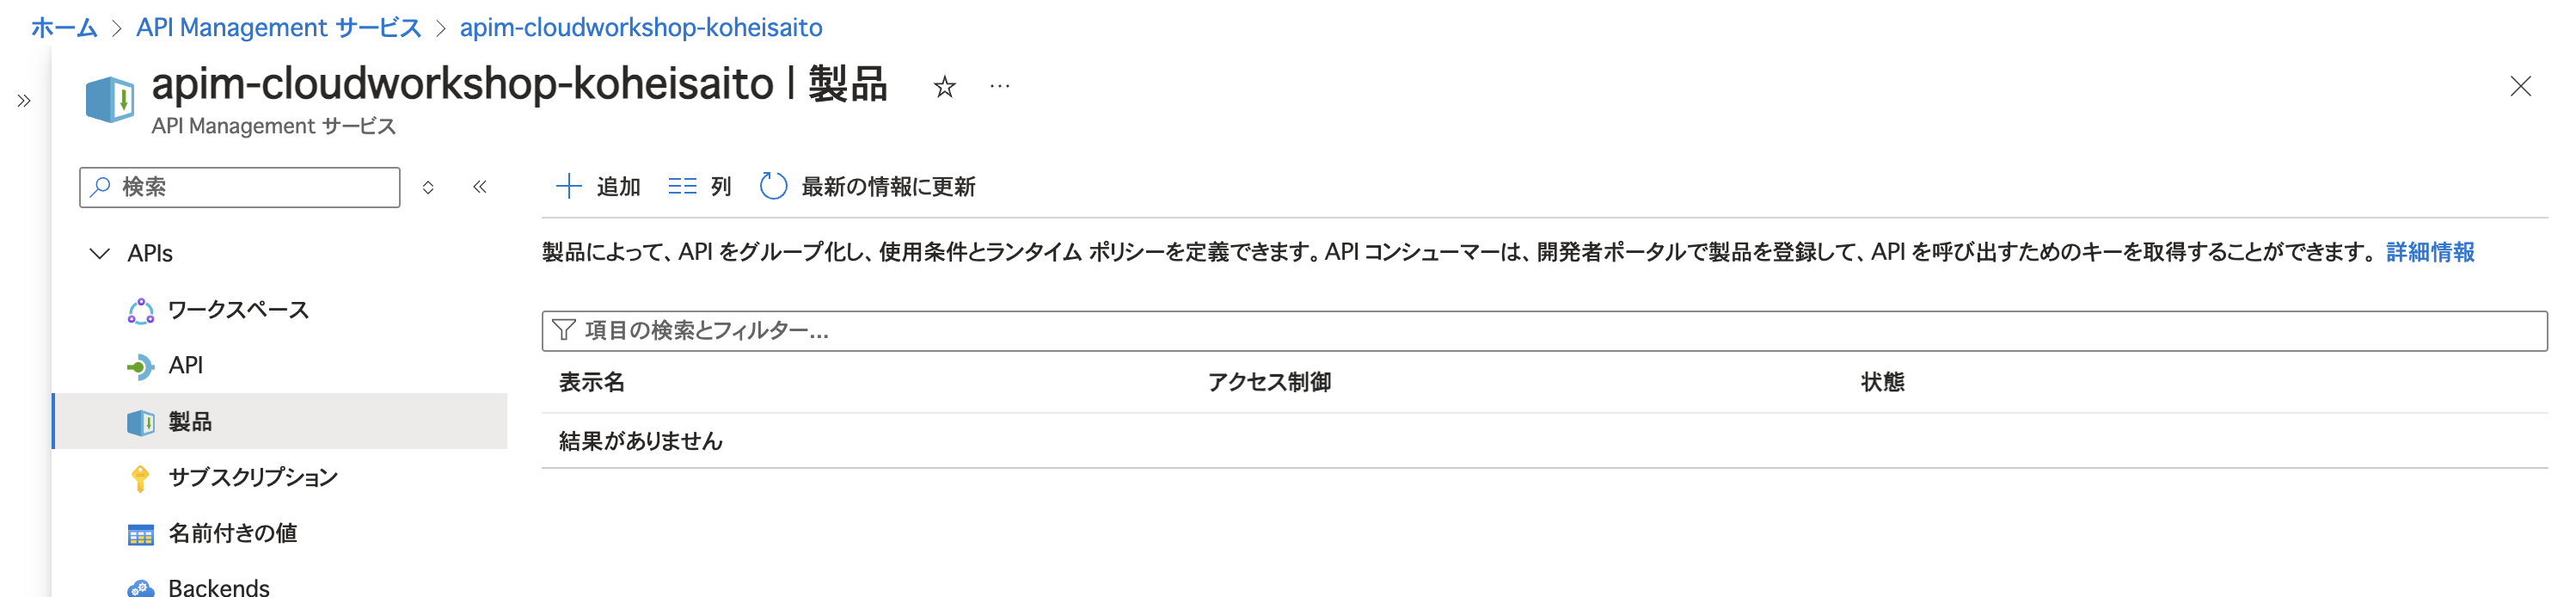 ホーム > API Management サービス > apim-cloudworkshop-koheisaito
apim-cloudworkshop-koheisaito | 製品
API Management サービス
検索
追加 列 最新の情報に更新
APIs
ワークスペース
API
製品
サブスクリプション
名前付きの値
Backends
製品によって、API をグループ化し、使用条件とランタイム ポリシーを定義できます。API コンシューマーは、開発者ポータルで製品を登録して、API を呼び出すためのキーを取得することができます。 詳細情報
項目の検索とフィルター...
表示名 アクセス制御 状態
結果がありません